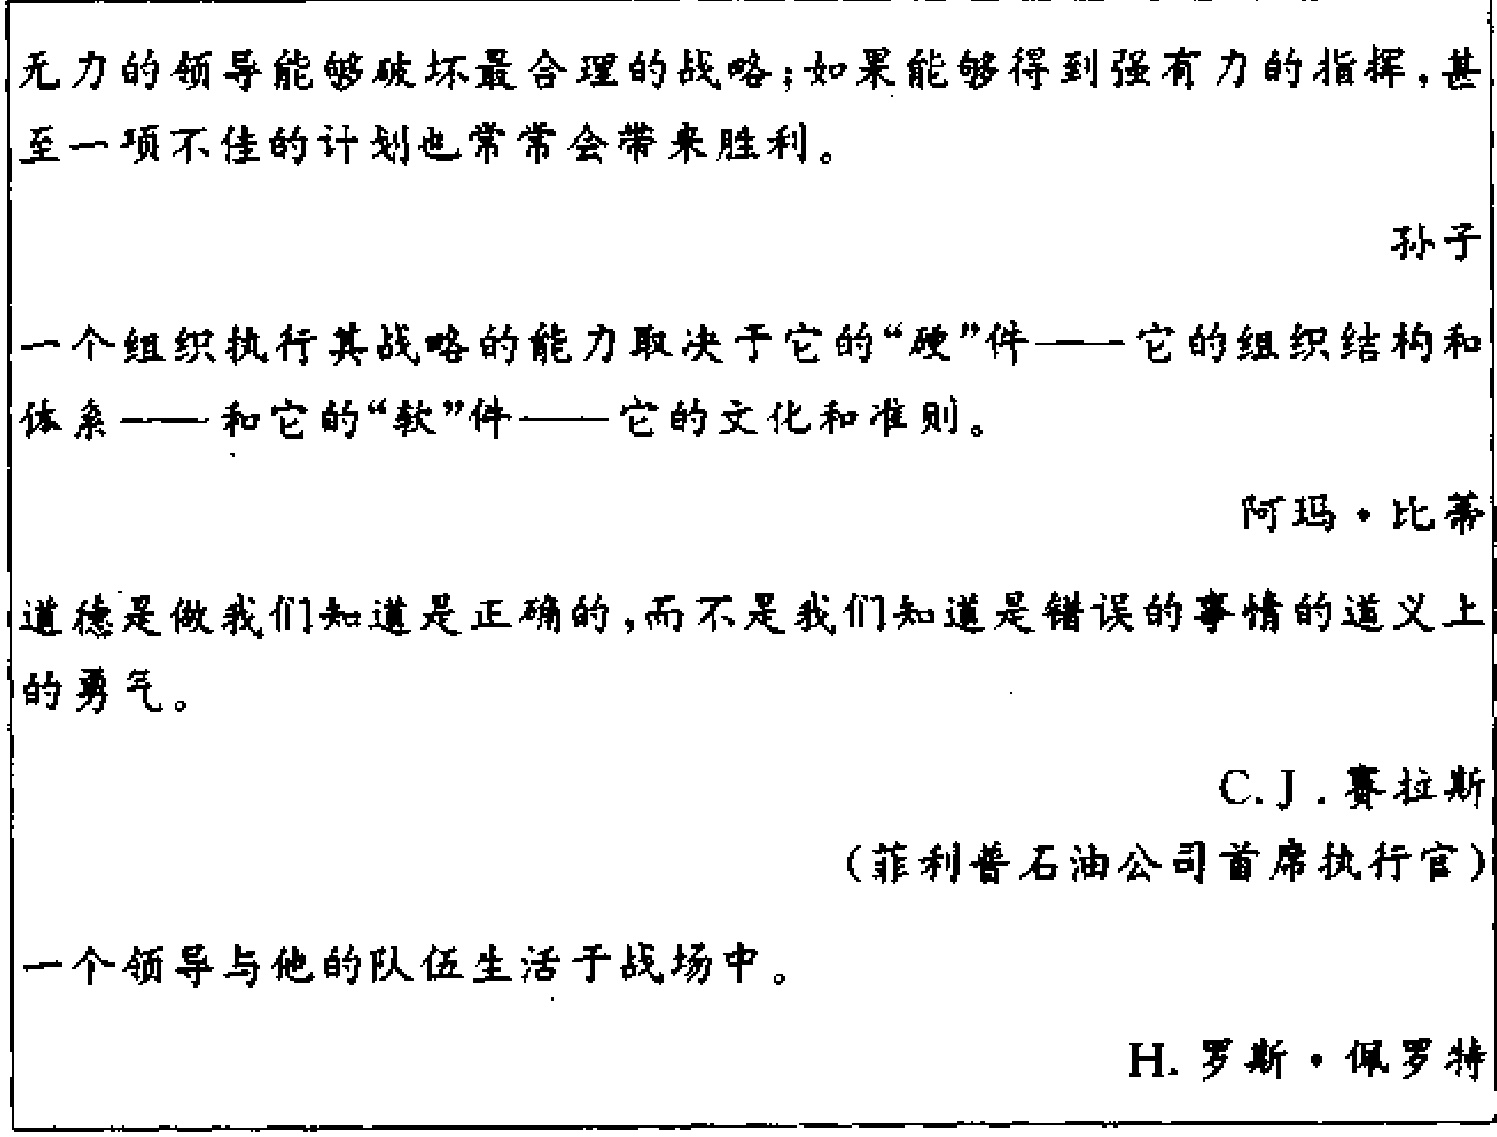 无力的领导能够破坏最合理的战略;如果能够得到强有力的指挥,甚
至一项不佳的计划也常常会带来胜利。
孙子
一个组织执行其战略的能力取决于它的“硬”件——它的组织结构和
体系——和它的“软”件——它的文化和准则。
阿玛·比蒂
道德是做我们知道是正确的,而不是我们知道是错误的事情的道义上
的勇气。
C.J.赛拉斯
(菲利普石油公司首席执行官)
一个领导与他的队伍生活于战场中。
H.罗斯·佩罗特